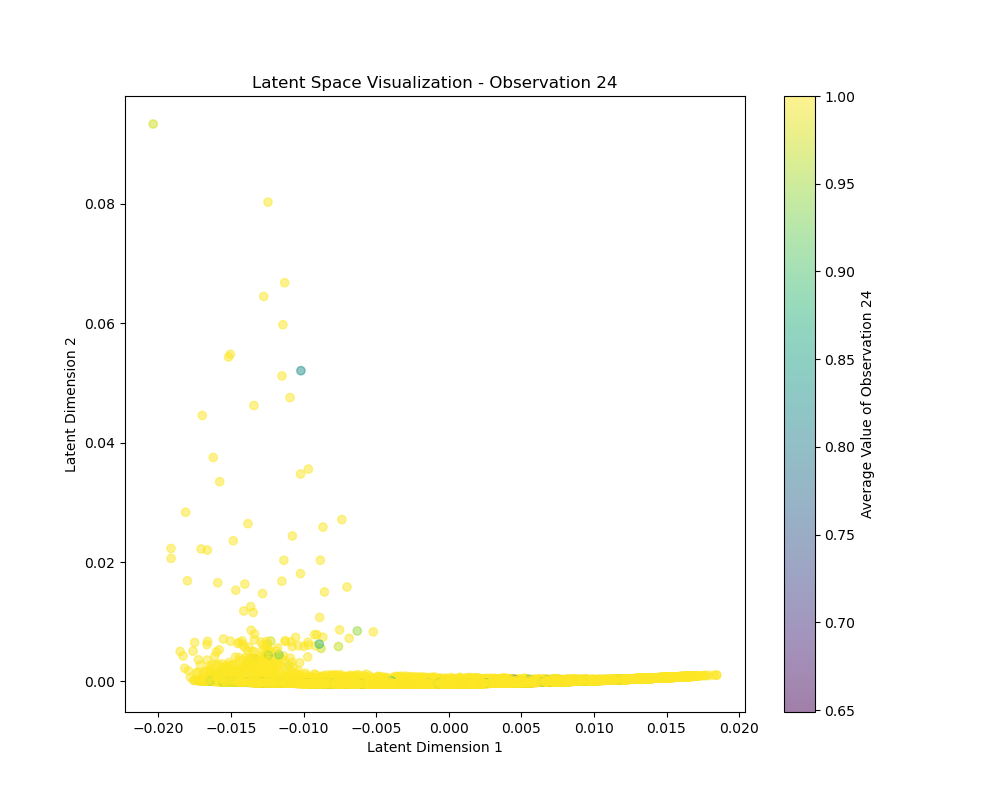 Latent Space Visualization - Observation 24
Latent Dimension 2
0.08
0.06
0.04
0.02
0.00
−0.020 −0.015 −0.010 −0.005 0.000 0.005 0.010 0.015 0.020
Latent Dimension 1
1.00
0.95
0.90
0.85
0.80
0.75
0.70
0.65
Average Value of Observation 24